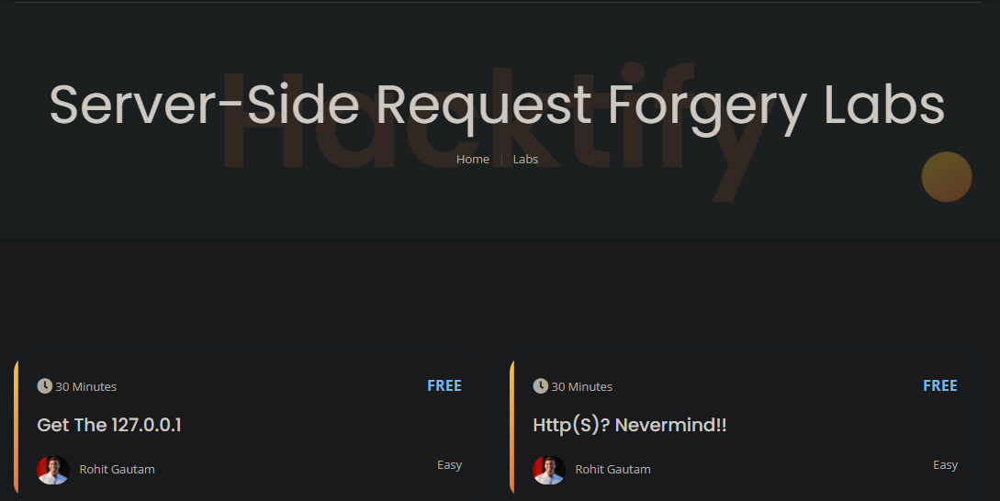 Hacktify
Server-Side Request Forgery Labs
Home | Labs
30 Minutes FREE
Get The 127.0.0.1
Rohit Gautam Easy
30 Minutes FREE
Http(S)? Nevermind!!
Rohit Gautam Easy